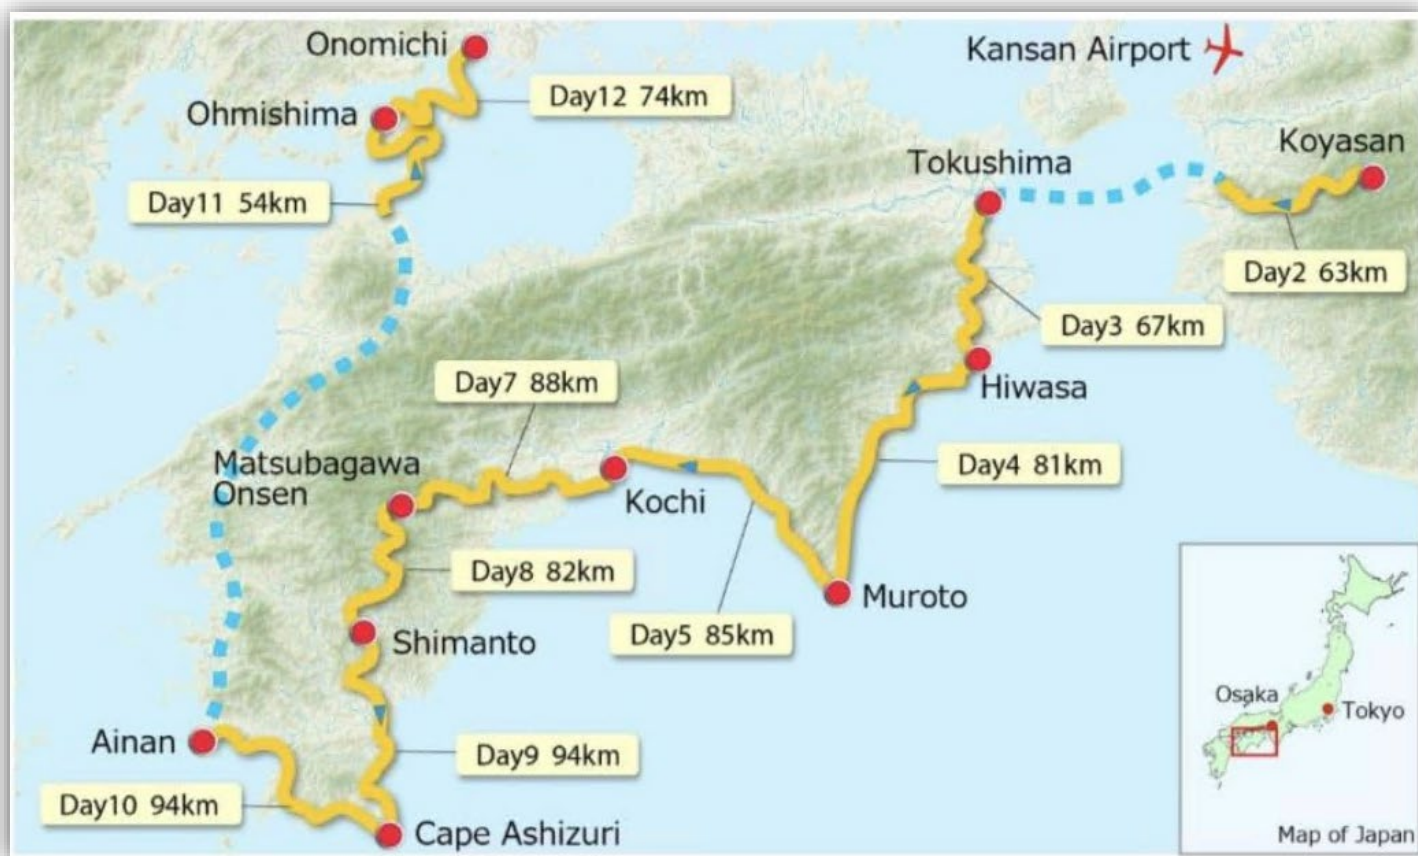 Onomichi
Kansan Airport
Day12 74km
Ohmishima
Koyasan
Tokushima
Day11 54km
Day2 63km
Day3 67km
Day7 88km
Hiwasa
Matsubagawa
Onsen
Day4 81km
Kochi
Day8 82km
Muroto
Day5 85km
Shimanto
Osaka
Tokyo
Ainan
Day9 94km
Day10 94km
Cape Ashizuri
Map of Japan